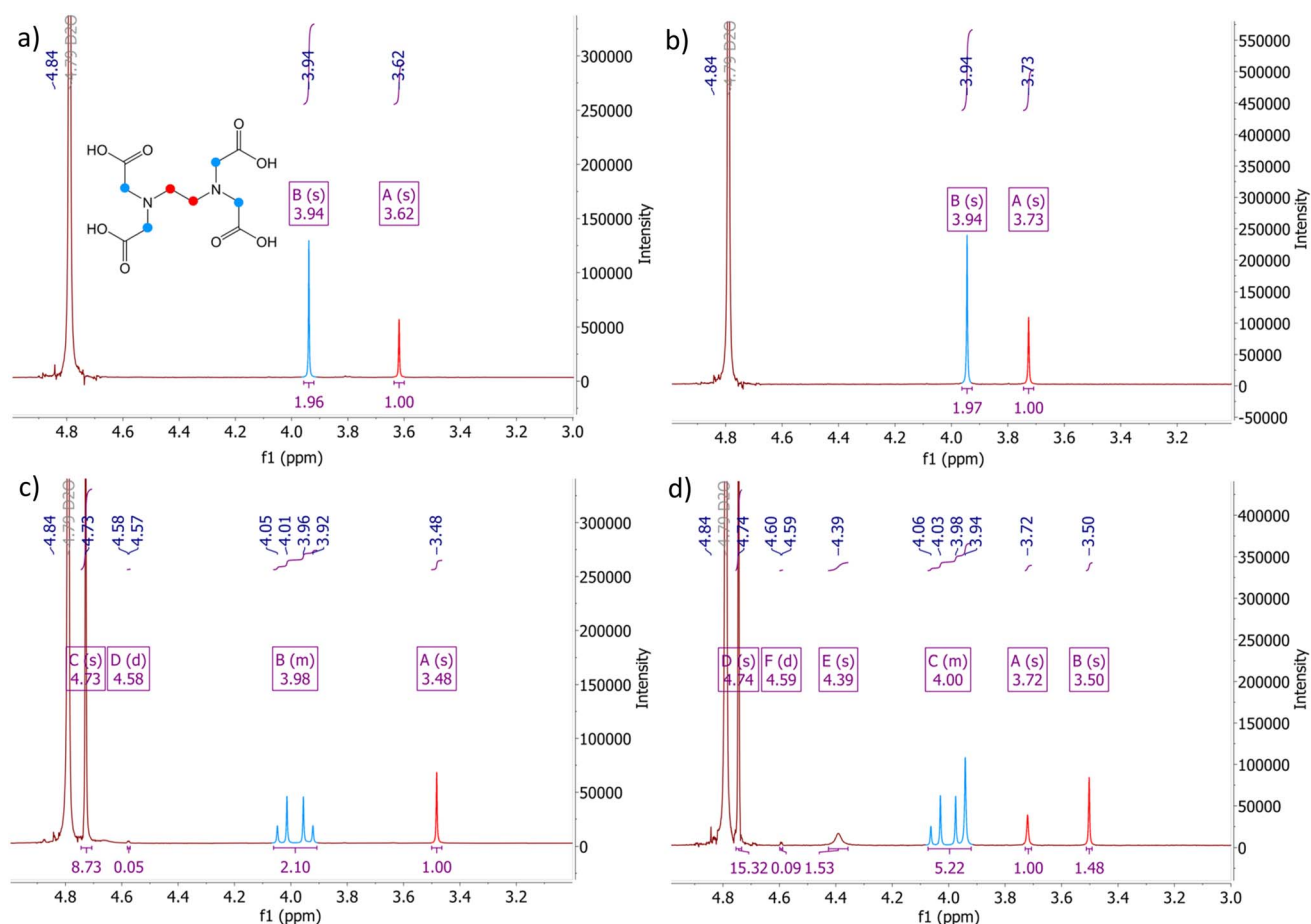 a)
4.84
4.79 D2O
3.94
3.62
HO
O
O
OH
N
N
HO
O
O
OH
B (s)
3.94
A (s)
3.62
1.96
1.00
300000
250000
200000
150000
100000
50000
0
Intensity
4.8 4.6 4.4 4.2 4.0 3.8 3.6 3.4 3.2 3.0
f1 (ppm)
b)
4.84
4.79 D2O
3.94
3.73
B (s)
3.94
A (s)
3.73
1.97
1.00
550000
500000
450000
400000
350000
300000
250000
200000
150000
100000
50000
0
-50000
Intensity
4.8 4.6 4.4 4.2 4.0 3.8 3.6 3.4 3.2
f1 (ppm)
c)
4.84
4.79 D2O
4.73
4.58
4.57
4.05
4.01
3.96
3.92
3.48
C (s)
4.73
D (d)
4.58
B (m)
3.98
A (s)
3.48
8.73 0.05 2.10 1.00
300000
250000
200000
150000
100000
50000
0
Intensity
4.8 4.6 4.4 4.2 4.0 3.8 3.6 3.4 3.2
f1 (ppm)
d)
4.84
4.79 D2O
4.74
4.60
4.59
4.39
4.06
4.03
3.98
3.94
3.72
3.50
D (s)
4.74
F (d)
4.59
E (s)
4.39
C (m)
4.00
A (s)
3.72
B (s)
3.50
15.32 0.09 1.53 5.22 1.00 1.48
400000
350000
300000
250000
200000
150000
100000
50000
0
Intensity
4.8 4.6 4.4 4.2 4.0 3.8 3.6 3.4 3.2 3.0
f1 (ppm)